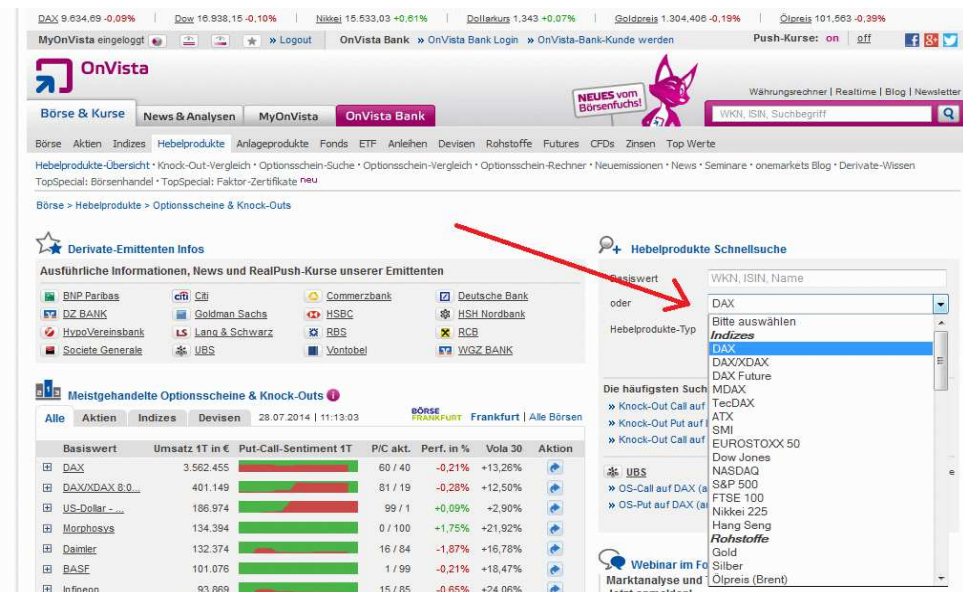 DAX 9.634,69 -0,09% | Dow 16.938,15 -0,10% | Nikkei 15.533,03 +0,61% | Dollarkurs 1,343 +0,07% | Goldpreis 1.304,406 -0,19% | Ölpreis 101,563 -0,39%
MyOnVista eingeloggt » Logout OnVista Bank » OnVista Bank Login » OnVista-Bank-Kunde werden Push-Kurse: on | off
OnVista
NEUES vom
Börsenfuchs!
Währungsrechner | Realtime | Blog | Newsletter
Börse & Kurse News & Analysen MyOnVista OnVista Bank WKN, ISIN, Suchbegriff
Börse Aktien Indizes Hebelprodukte Anlageprodukte Fonds ETF Anleihen Devisen Rohstoffe Futures CFDs Zinsen Top Werte
Hebelprodukte-Übersicht • Knock-Out-Vergleich • Optionsschein-Suche • Optionsschein-Vergleich • Optionsschein-Rechner • Neuemissionen • News • Seminare • onemarkets Blog • Derivate-Wissen
TopSpecial: Börsenhandel • TopSpecial: Faktor-Zertifikate neu
Börse > Hebelprodukte > Optionsscheine & Knock-Outs
Derivate-Emittenten Infos
Ausführliche Informationen, News und RealPush-Kurse unserer Emittenten
BNP Paribas citi Citi Commerzbank Deutsche Bank
DZ BANK Goldman Sachs HSBC HSH Nordbank
HypoVereinsbank LS Lang & Schwarz RBS RCB
Societe Generale UBS Vontobel WGZ BANK
Meistgehandelte Optionsscheine & Knock-Outs
Alle Aktien Indizes Devisen 28.07.2014 | 11:13:03 BÖRSE FRANKFURT Frankfurt | Alle Börsen
Basiswert Umsatz 1T in € Put-Call-Sentiment 1T P/C akt. Perf. in % Vola 30 Aktion
DAX 3.562.455 60 / 40 -0,21% +13,26%
DAX/XDAX 8:0... 401.149 81 / 19 -0,28% +12,50%
US-Dollar - ... 186.974 99 / 1 +0,09% +2,90%
Morphosys 134.394 0 / 100 +1,75% +21,92%
Daimler 132.374 16 / 84 -1,87% +16,78%
BASF 101.076 1 / 99 -0,21% +18,47%
Infineon 93.869 15 / 85 -0,65% +24,06%
Hebelprodukte Schnellsuche
Basiswert WKN, ISIN, Name
oder DAX
Hebelprodukte-Typ
Bitte auswählen
Indizes
DAX
DAX/XDAX
DAX Future
MDAX
TecDAX
ATX
SMI
EUROSTOXX 50
Dow Jones
NASDAQ
S&P 500
FTSE 100
Nikkei 225
Hang Seng
Rohstoffe
Gold
Silber
Ölpreis (Brent)
Die häufigsten Such
» Knock-Out Call auf
» Knock-Out Put auf
» Knock-Out Call auf
UBS
» OS-Call auf DAX (a
» OS-Put auf DAX (a
Webinar im Fo
Marktanalyse und